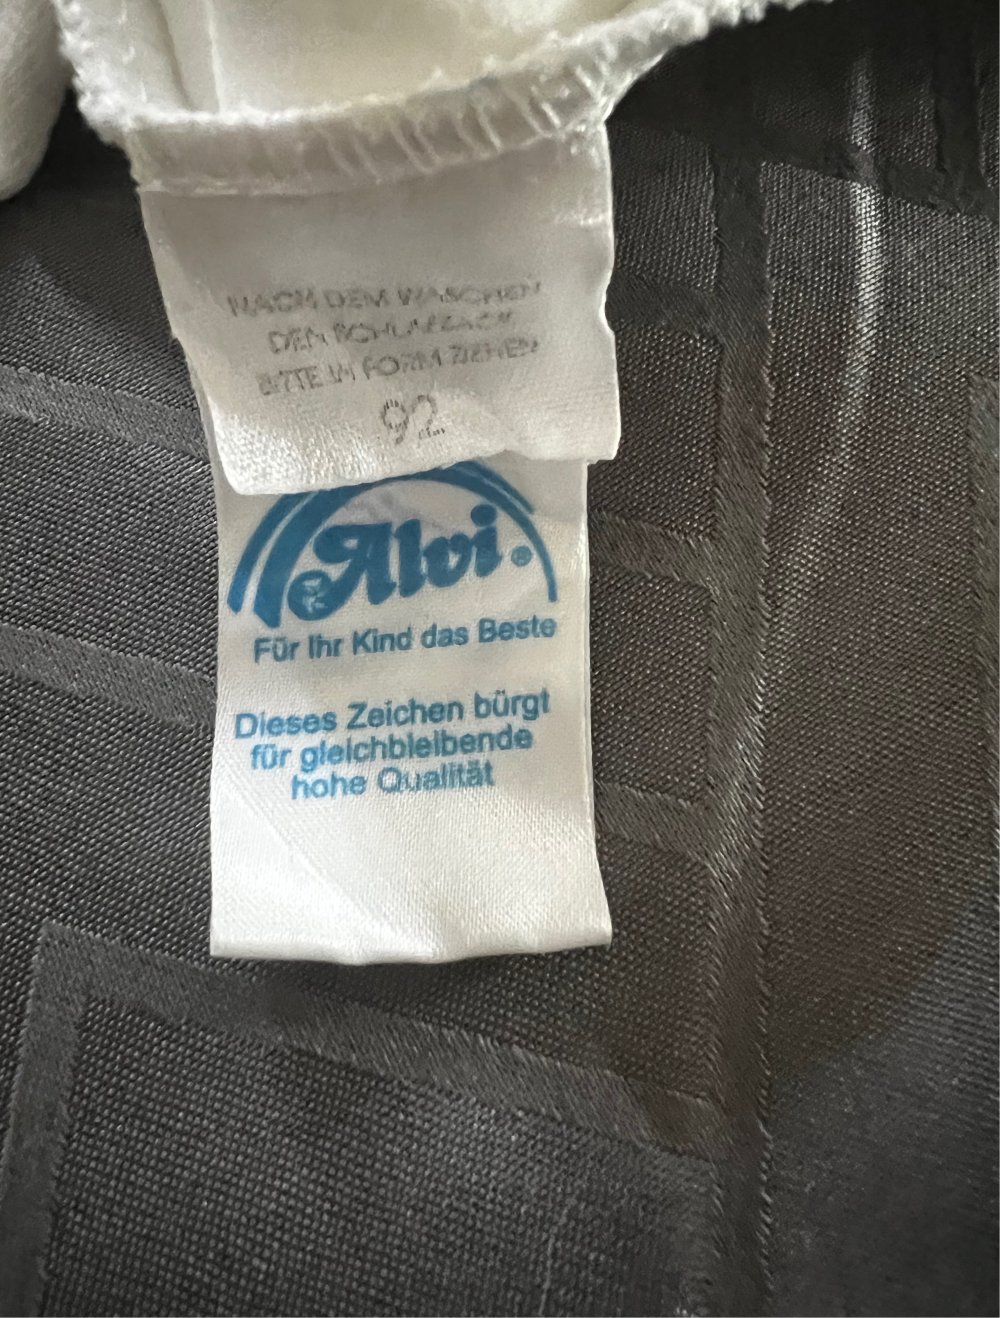 NACH DEM WASCHEN
DEN SCHLAFSACK
BITTE IN FORM ZIEHEN
92
Alvi®
Für Ihr Kind das Beste
Dieses Zeichen bürgt
für gleichbleibende
hohe Qualität